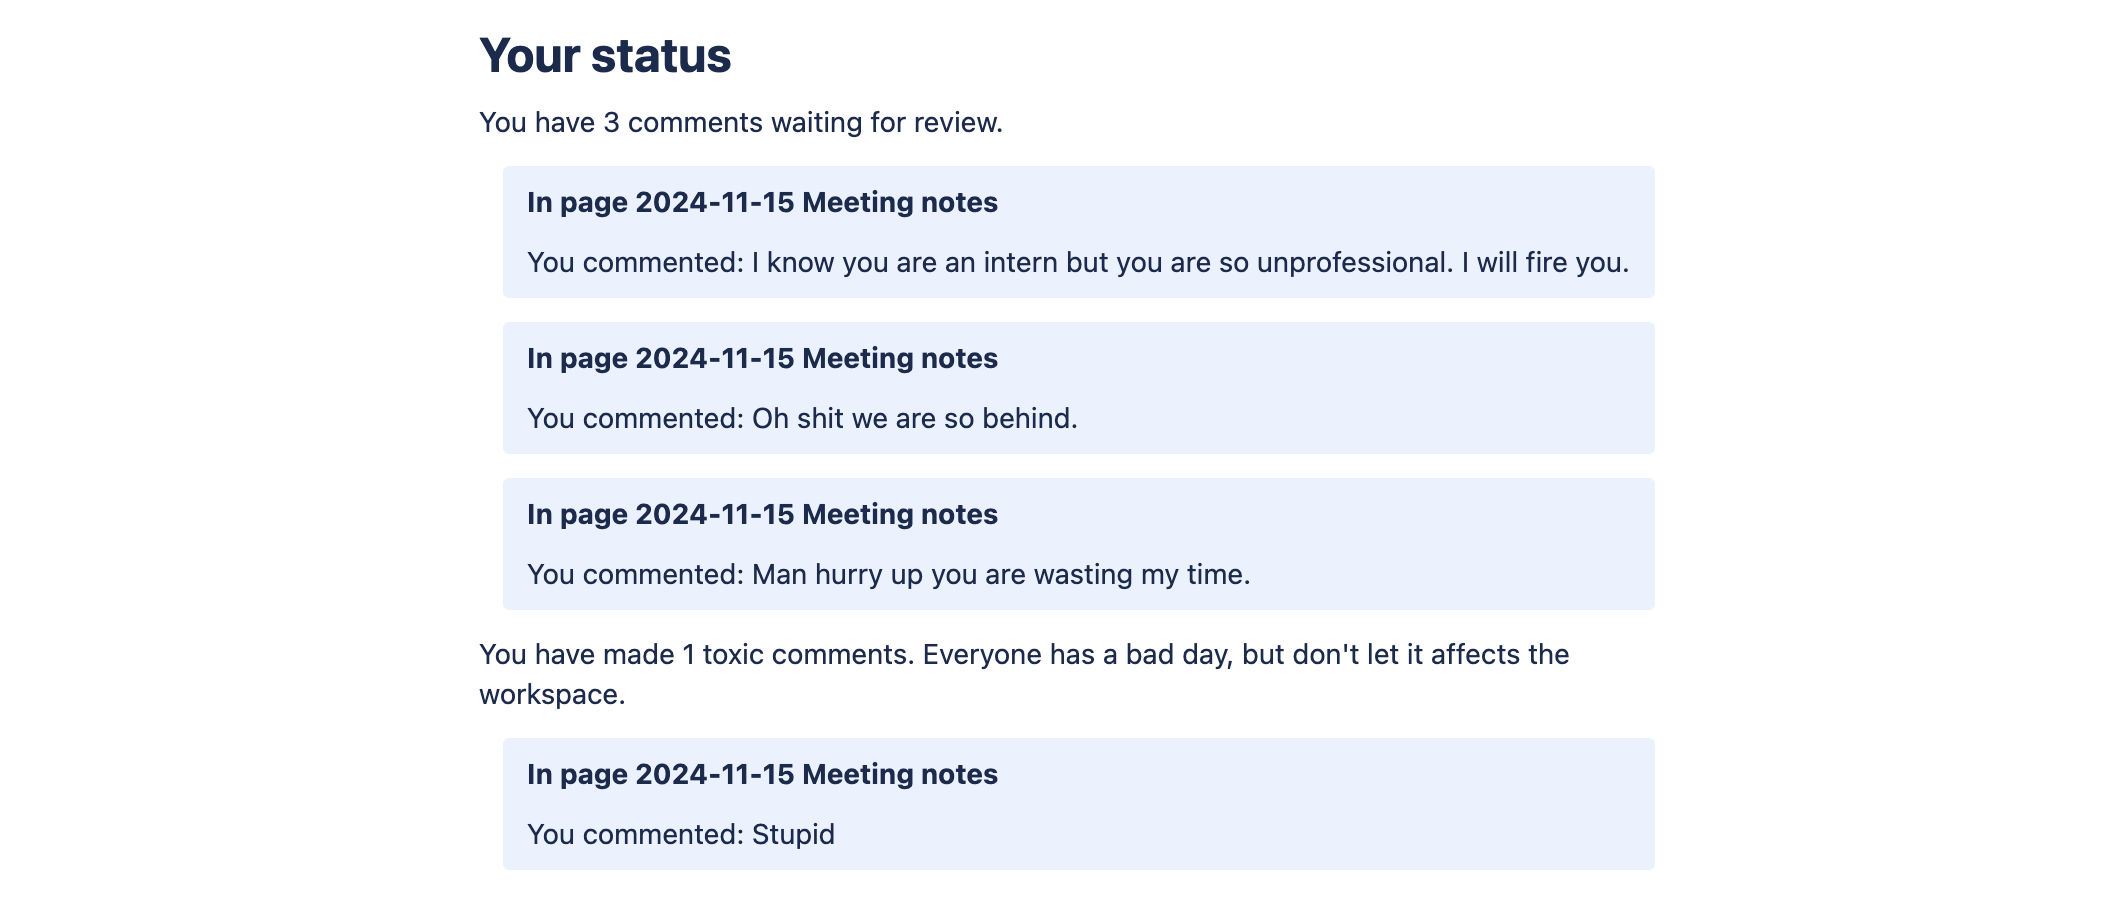 Your status
You have 3 comments waiting for review.
In page 2024-11-15 Meeting notes
You commented: I know you are an intern but you are so unprofessional. I will fire you.
In page 2024-11-15 Meeting notes
You commented: Oh shit we are so behind.
In page 2024-11-15 Meeting notes
You commented: Man hurry up you are wasting my time.
You have made 1 toxic comments. Everyone has a bad day, but don't let it affects the
workspace.
In page 2024-11-15 Meeting notes
You commented: Stupid